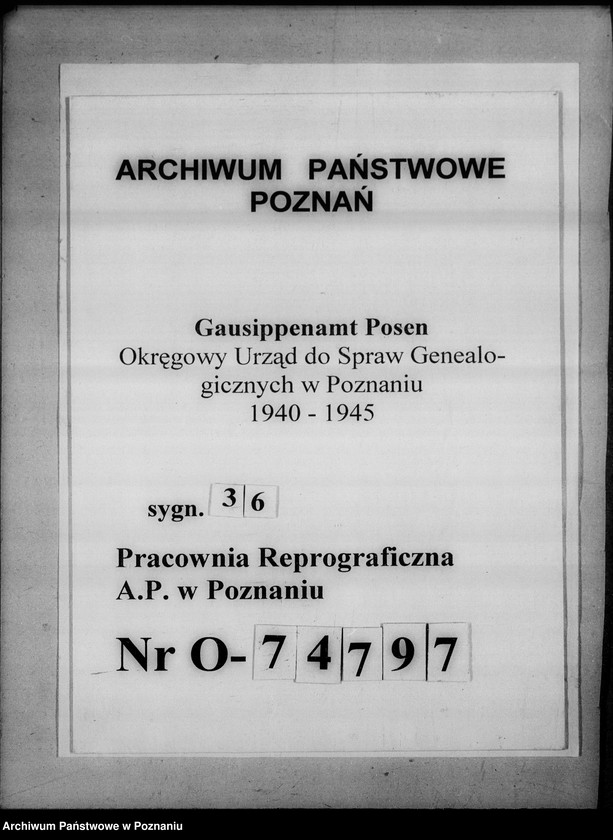 ARCHIWUM PAŃSTWOWE
POZNAŃ
Gausippenamt Posen
Okręgowy Urząd do Spraw Genealo-
gicznych w Poznaniu
1940 - 1945
sygn. 36
Pracownia Reprograficzna
A.P. w Poznaniu
Nr O-74797
Archiwum Państwowe w Poznaniu